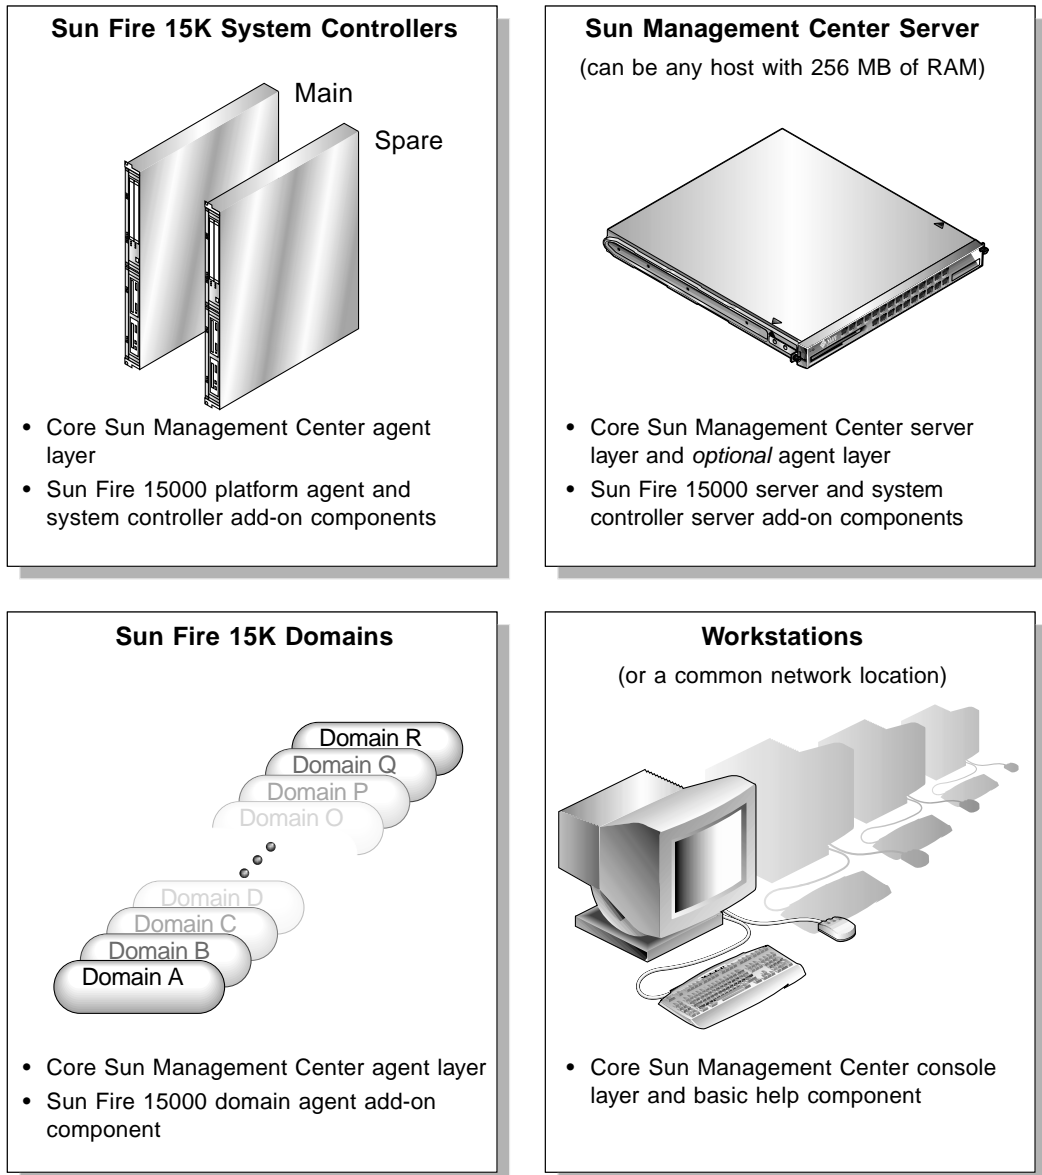 Sun Fire 15K System Controllers
Main
Spare
• Core Sun Management Center agent
layer
• Sun Fire 15000 platform agent and
system controller add-on components
Sun Management Center Server
(can be any host with 256 MB of RAM)
• Core Sun Management Center server
layer and optional agent layer
• Sun Fire 15000 server and system
controller server add-on components
Sun Fire 15K Domains
Domain R
Domain Q
Domain P
Domain O
Domain D
Domain C
Domain B
Domain A
• Core Sun Management Center agent layer
• Sun Fire 15000 domain agent add-on
component
Workstations
(or a common network location)
• Core Sun Management Center console
layer and basic help component